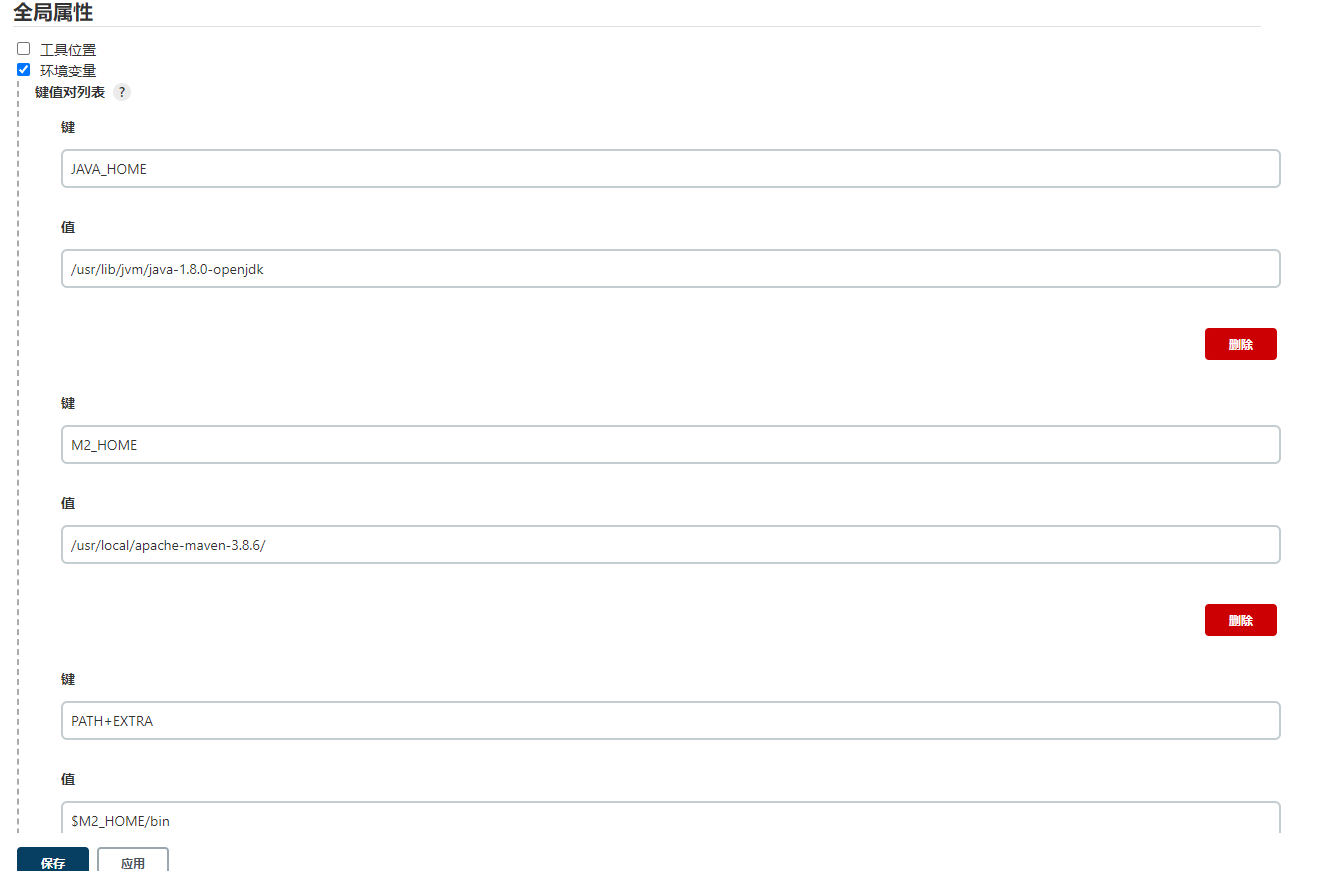 全局属性
工具位置
环境变量
键值对列表 ?
键
JAVA_HOME
值
/usr/lib/jvm/java-1.8.0-openjdk
删除
键
M2_HOME
值
/usr/local/apache-maven-3.8.6/
删除
键
PATH+EXTRA
值
$M2_HOME/bin
保存 应用